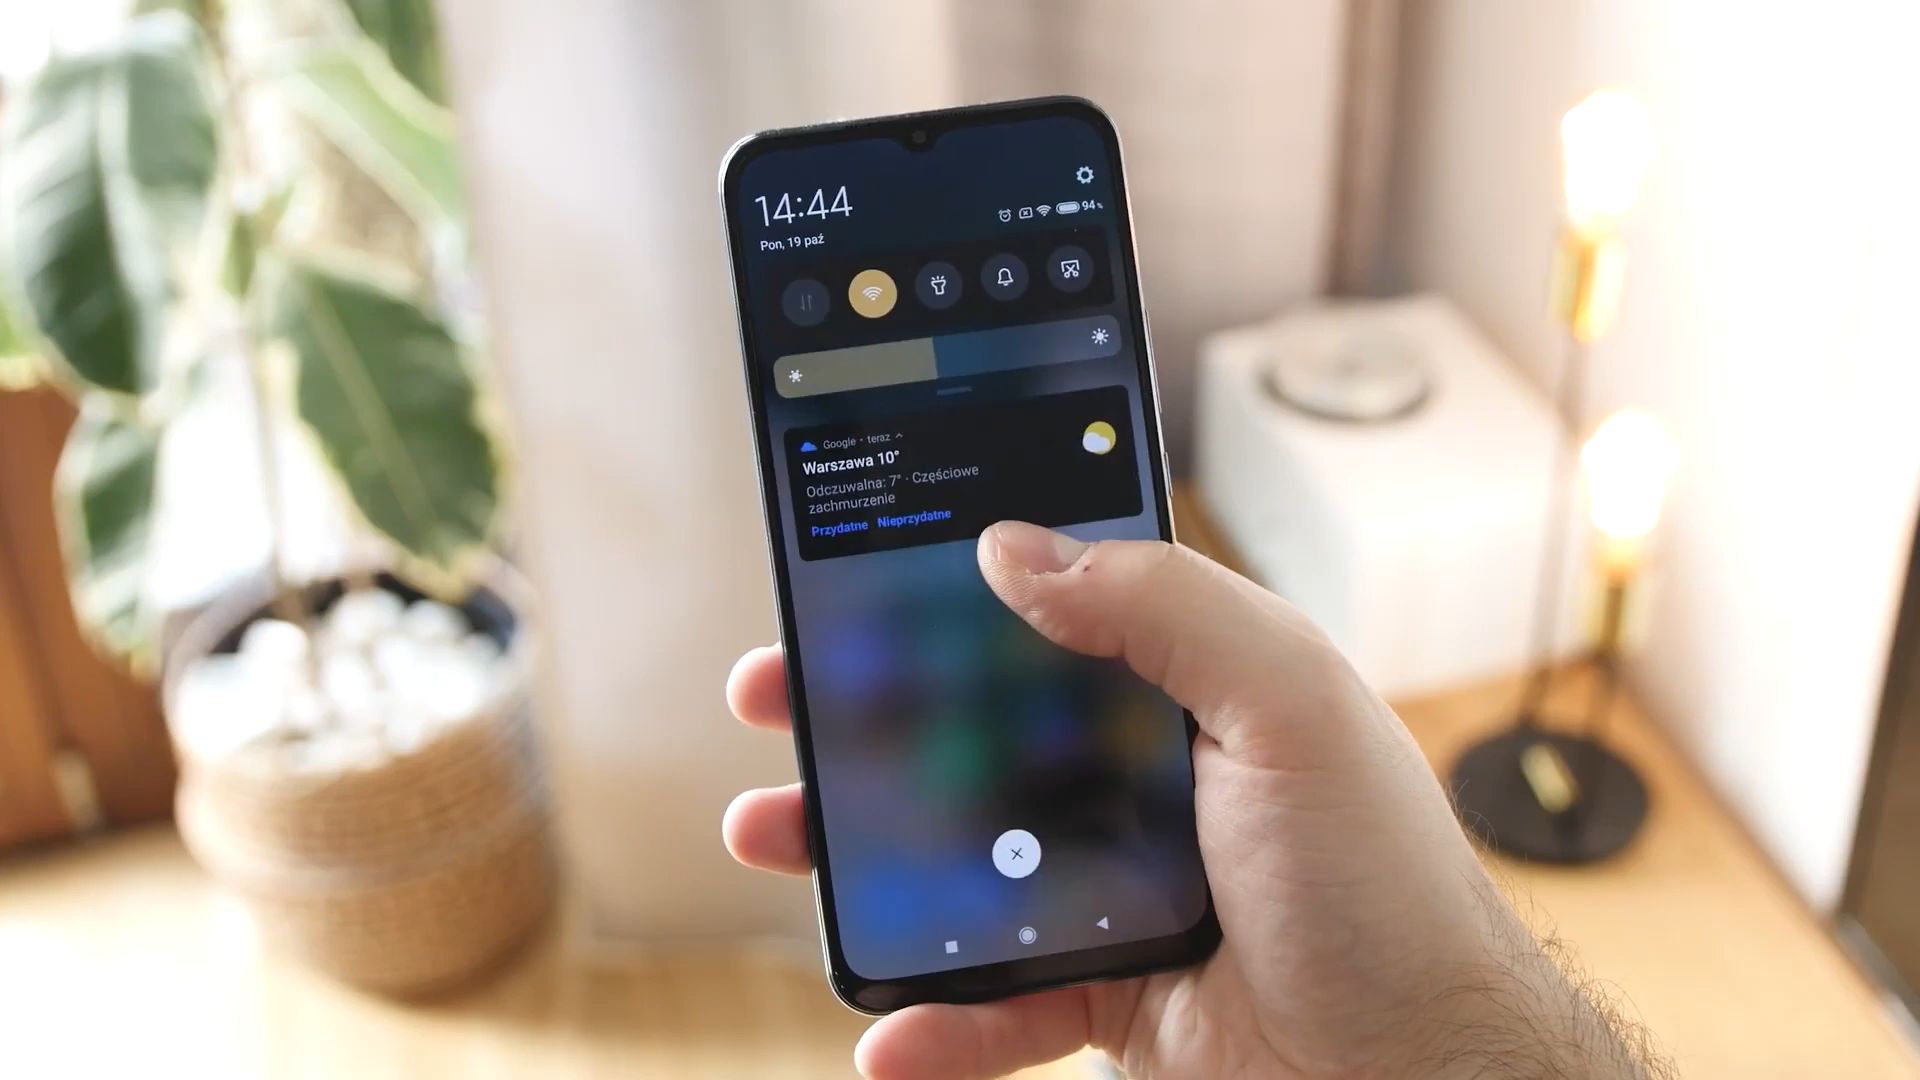 14:44
94%
Pon, 19 paź
Google • teraz
Warszawa 10°
Odczuwalna: 7° · Częściowe
zachmurzenie
Przydatne Nieprzydatne